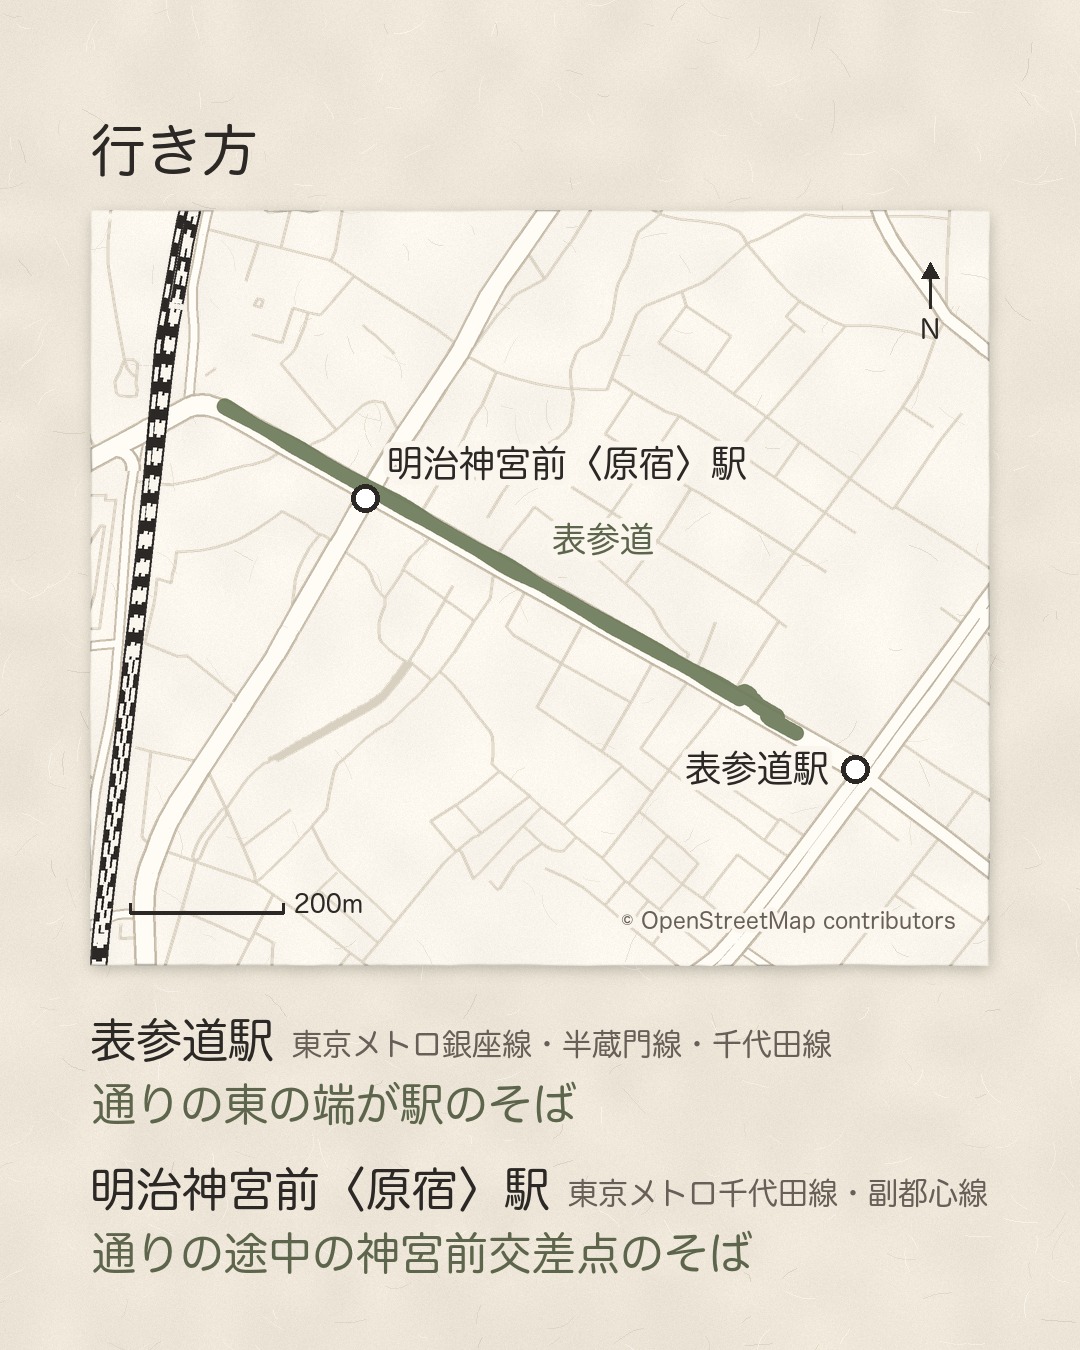 行き方
N
明治神宮前〈原宿〉駅
表参道
表参道駅
200m
© OpenStreetMap contributors
表参道駅 東京メトロ銀座線・半蔵門線・千代田線
通りの東の端が駅のそば
明治神宮前〈原宿〉駅 東京メトロ千代田線・副都心線
通りの途中の神宮前交差点のそば